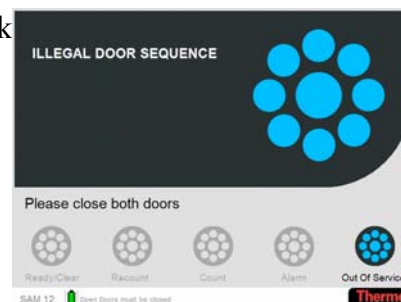 k
ILLEGAL DOOR SEQUENCE
Please close both doors
Ready/Clear Recount Count Alarm Out Of Service
SAM 12 Open Doors must be closed Thermo